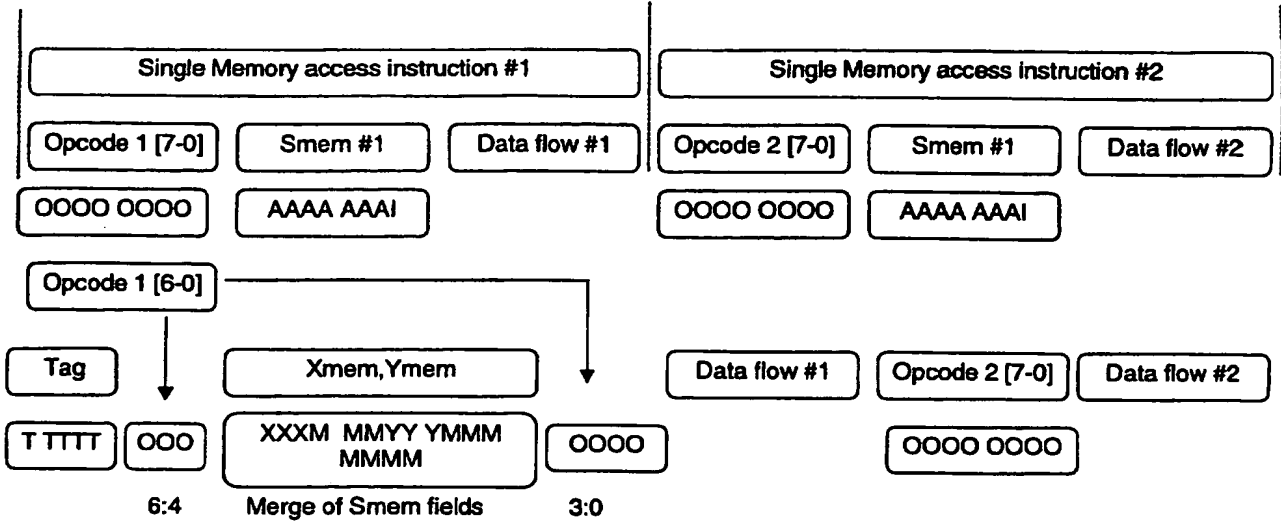 Single Memory access instruction #1 Single Memory access instruction #2
Opcode 1 [7-0] Smem #1 Data flow #1 Opcode 2 [7-0] Smem #1 Data flow #2
OOOO OOOO AAAA AAAI OOOO OOOO AAAA AAAI
Opcode 1 [6-0]
Tag Xmem,Ymem Data flow #1 Opcode 2 [7-0] Data flow #2
T TTTT OOO XXXM MMYY YMMM OOOO OOOO OOOO
MMMM
6:4 Merge of Smem fields 3:0